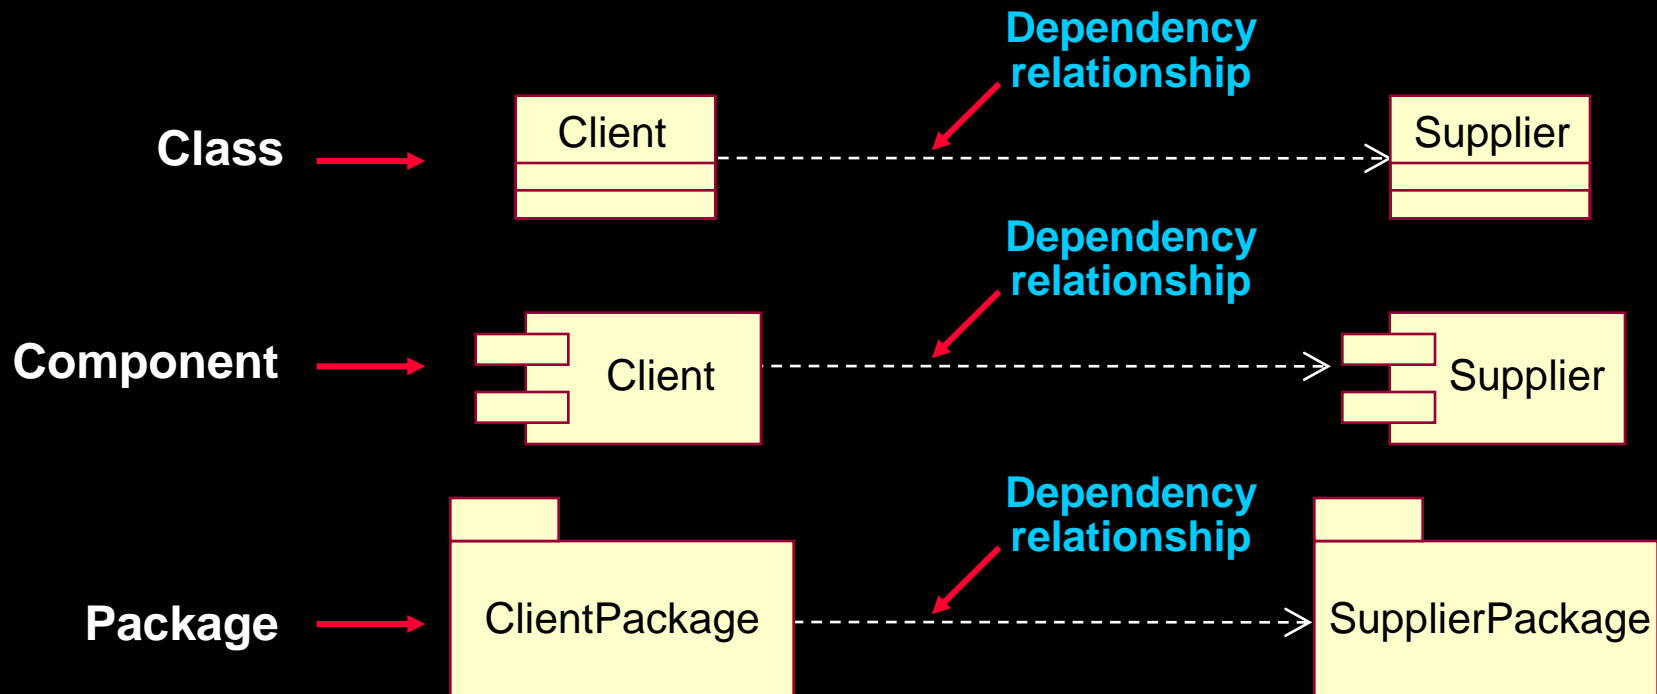 Dependency
relationship
Class
Client
Supplier
Dependency
relationship
Component
Client
Supplier
Dependency
relationship
Package
ClientPackage
SupplierPackage